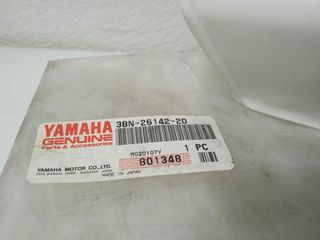 YAMAHA 3BN-26142-20
GENUINE
Parts & Accessories
M020107Y 1 PC
YAMAHA MOTOR CO., LTD. 801348
MADE IN JAPAN